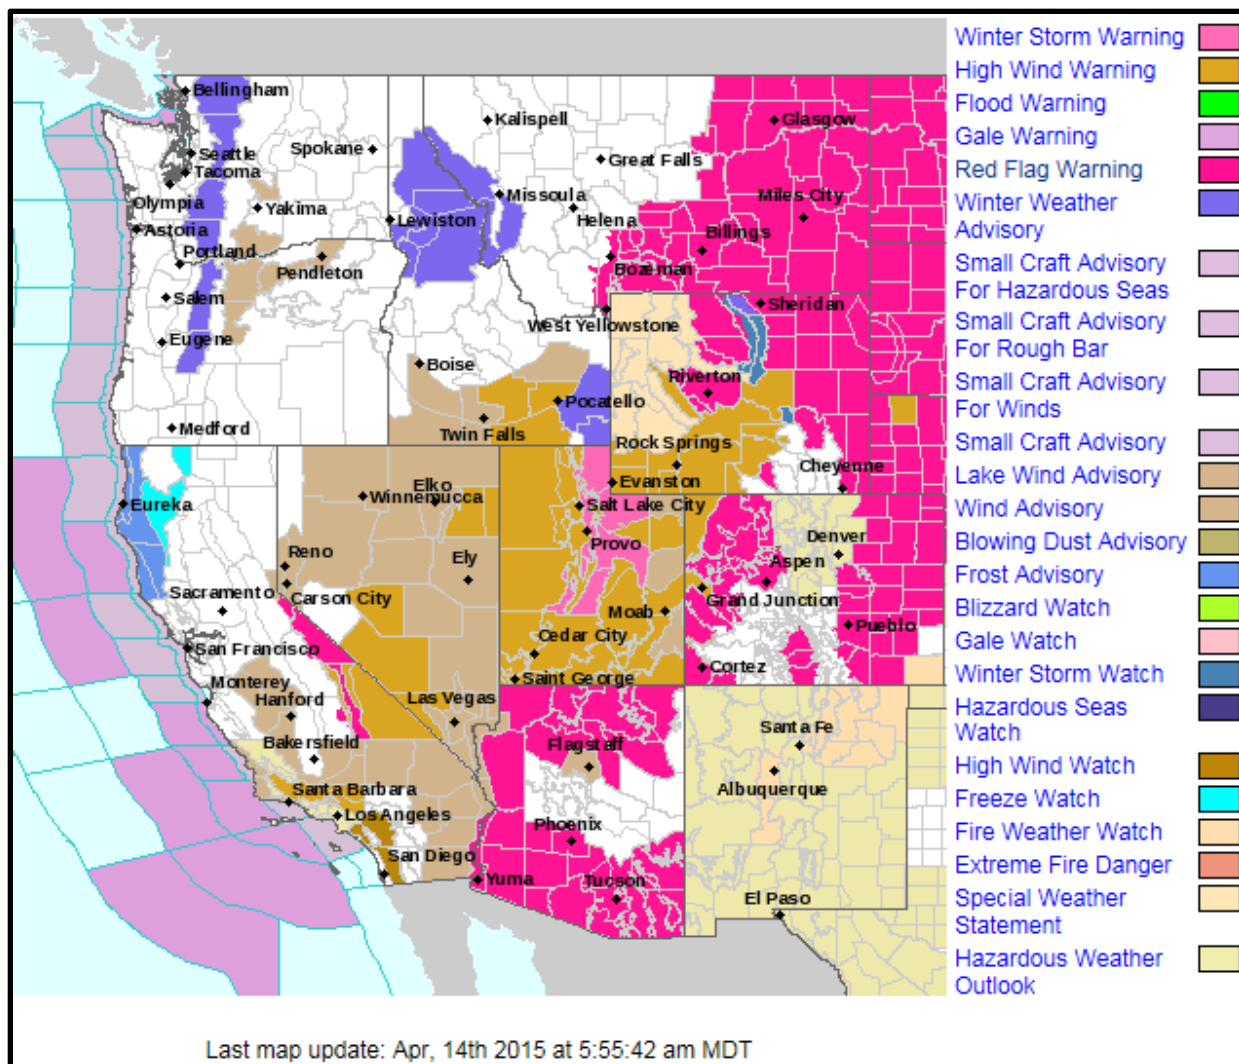 Bellingham
Kalispell
Glasgow
Seattle
Spokane
Great Falls
Tacoma
Olympia
Yakima
Lewiston
Missoula
Helena
Miles City
Astoria
Portland
Billings
Pendleton
Bozeman
Salem
Sheridan
Eugene
West Yellowstone
Boise
Riverton
Pocatello
Medford
Twin Falls
Rock Springs
Cheyenne
Elko
Evanston
Winnemucca
Eureka
Salt Lake City
Provo
Denver
Reno
Ely
Aspen
Sacramento
Carson City
Moab
Grand Junction
Cedar City
Pueblo
San Francisco
Cortez
Saint George
Monterey
Hanford
Las Vegas
Santa Fe
Bakersfield
Flagstaff
Albuquerque
Santa Barbara
Los Angeles
Phoenix
San Diego
Yuma
Tucson
El Paso
Winter Storm Warning
High Wind Warning
Flood Warning
Gale Warning
Red Flag Warning
Winter Weather
Advisory
Small Craft Advisory
For Hazardous Seas
Small Craft Advisory
For Rough Bar
Small Craft Advisory
For Winds
Small Craft Advisory
Lake Wind Advisory
Wind Advisory
Blowing Dust Advisory
Frost Advisory
Blizzard Watch
Gale Watch
Winter Storm Watch
Hazardous Seas
Watch
High Wind Watch
Freeze Watch
Fire Weather Watch
Extreme Fire Danger
Special Weather
Statement
Hazardous Weather
Outlook
Last map update: Apr, 14th 2015 at 5:55:42 am MDT